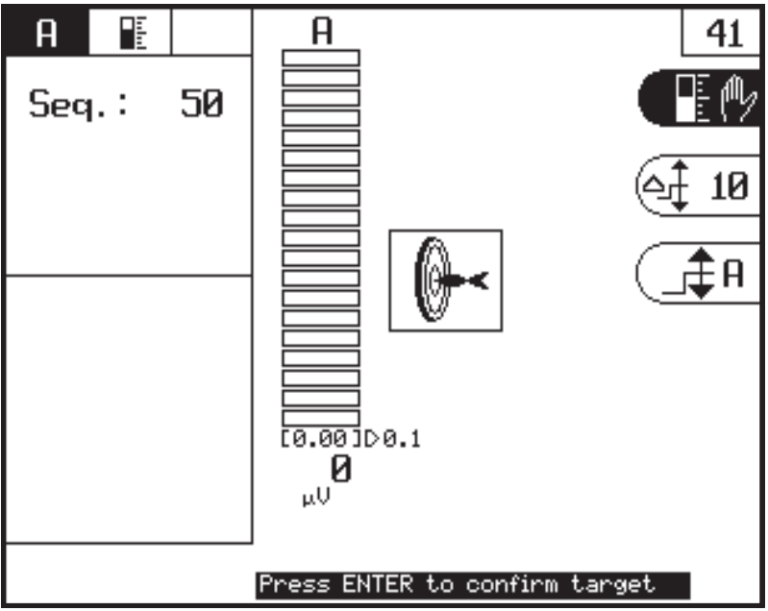 A
A
41
Seq.: 50
10
A
[0.00]▷0.1
0
µV
Press ENTER to confirm target